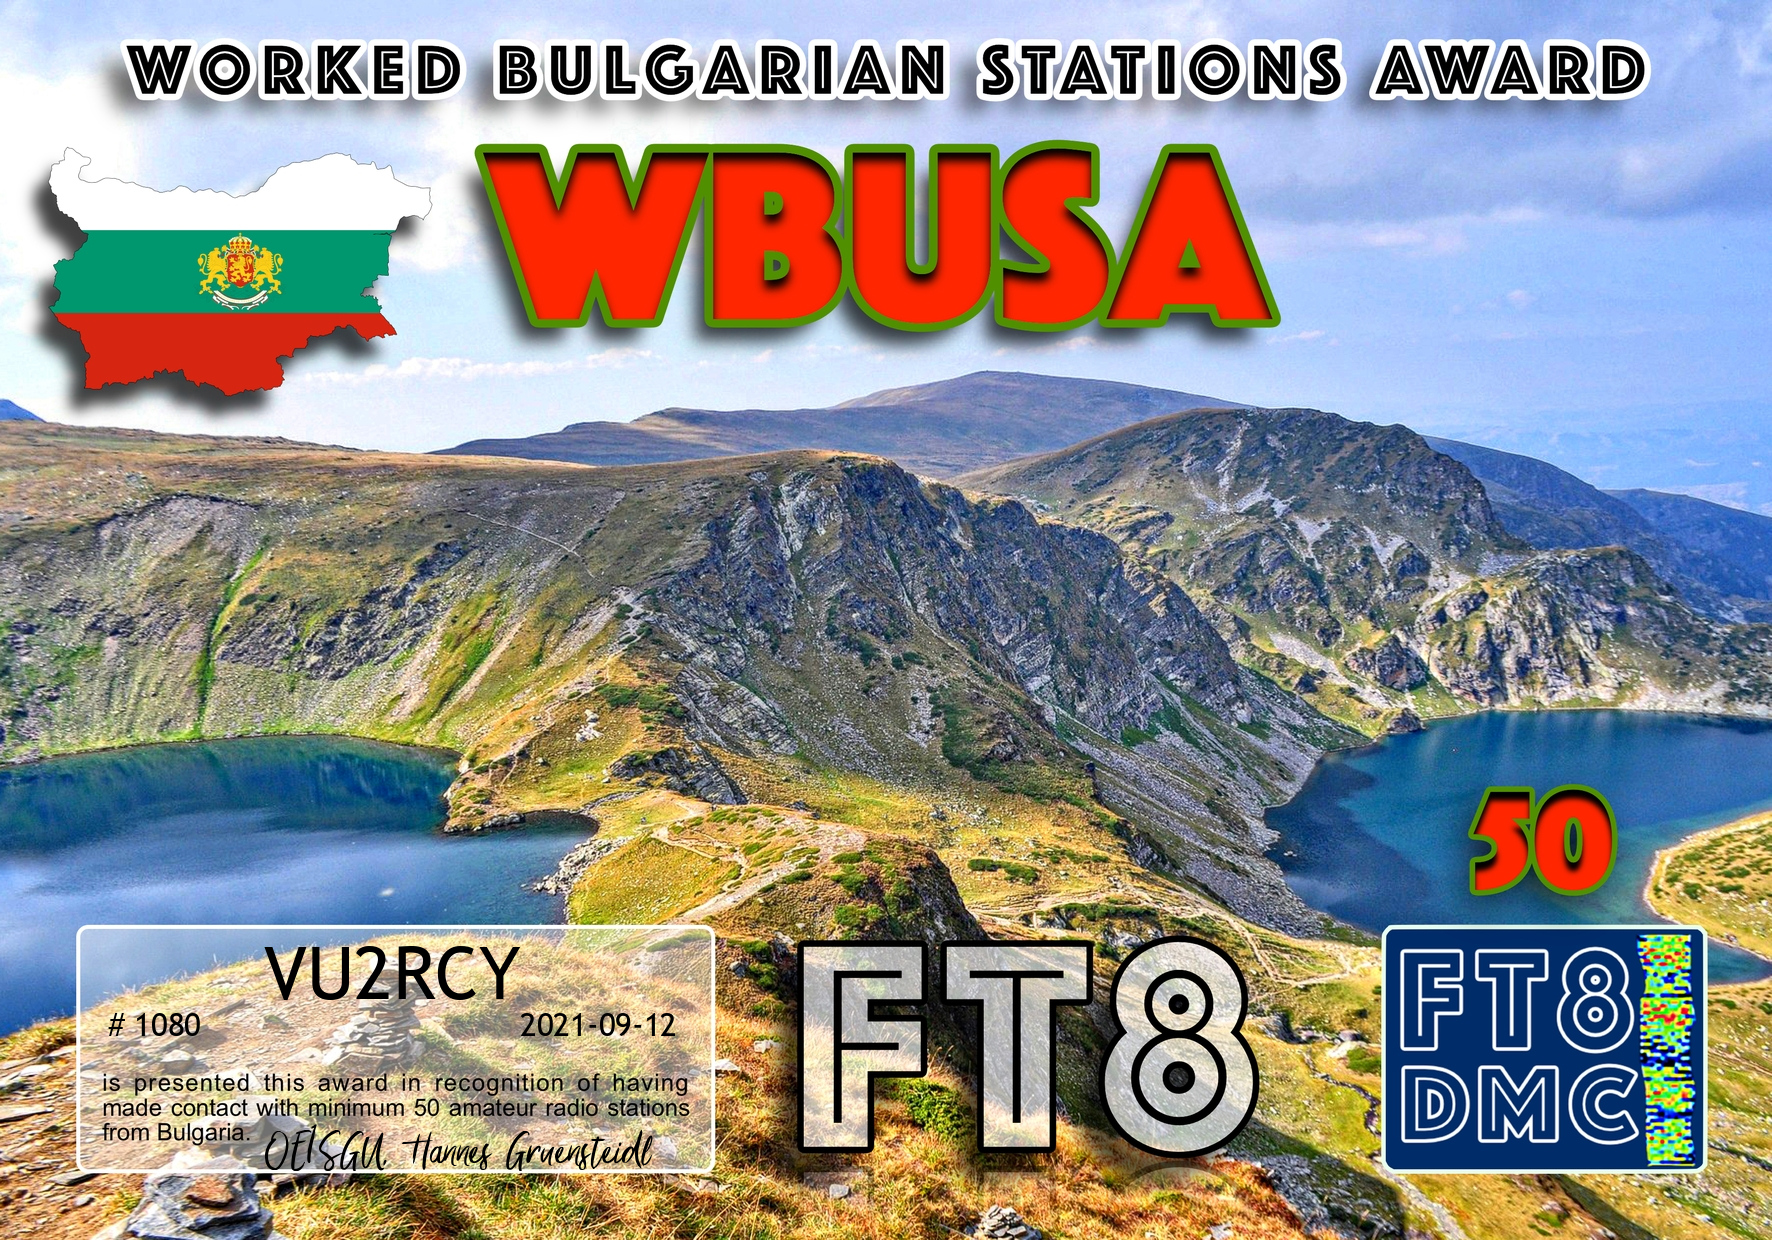 WORKED BULGARIAN STATIONS AWARD
WBUSA
50
VU2RCY
# 1080 2021-09-12
is presented this award in recognition of having
made contact with minimum 50 amateur radio stations
from Bulgaria.
OE1SGU, Hannes Gruensteidl
FT8
FT8
DMC